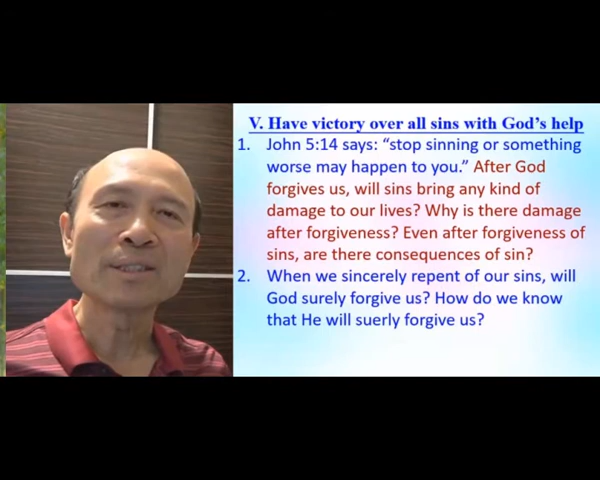 V. Have victory over all sins with God's help
1. John 5:14 says: “stop sinning or something
worse may happen to you.” After God
forgives us, will sins bring any kind of
damage to our lives? Why is there damage
after forgiveness? Even after forgiveness of
sins, are there consequences of sin?
2. When we sincerely repent of our sins, will
God surely forgive us? How do we know
that He will suerly forgive us?